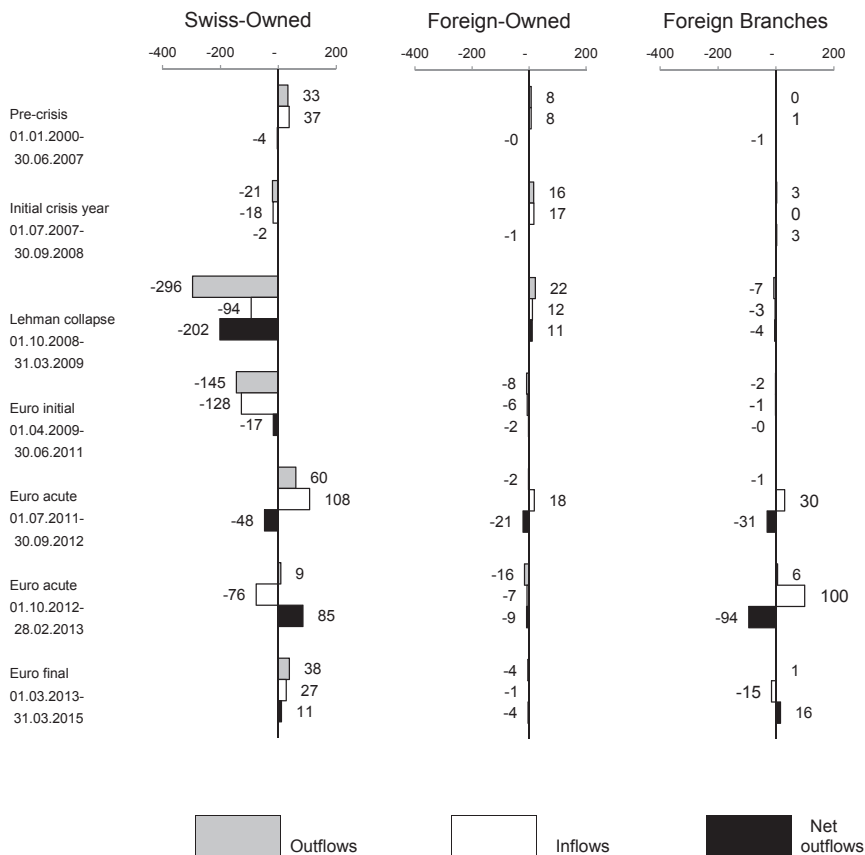 Swiss-Owned Foreign-Owned Foreign Branches
-400 -200 - 200 -400 -200 - 200 -400 -200 - 200
33 8 0
Pre-crisis 37 8 1
01.01.2000- -4 -0 -1
30.06.2007
-21 16 3
Initial crisis year -18 17 0
01.07.2007- -2 -1 3
30.09.2008
-296 22 -7
-94 12 -3
Lehman collapse -202 11 -4
01.10.2008-
31.03.2009
-145 -8 -2
Euro initial -128 -6 -1
01.04.2009- -17 -2 -0
30.06.2011
60 -2 -1
Euro acute 108 18 30
01.07.2011- -48 -21 -31
30.09.2012
9 -16 6
Euro acute -76 -7 100
01.10.2012- 85 -9 -94
28.02.2013
38 -4 1
Euro final 27 -1 -15
01.03.2013- 11 -4 16
31.03.2015
Outflows Inflows Net
outflows